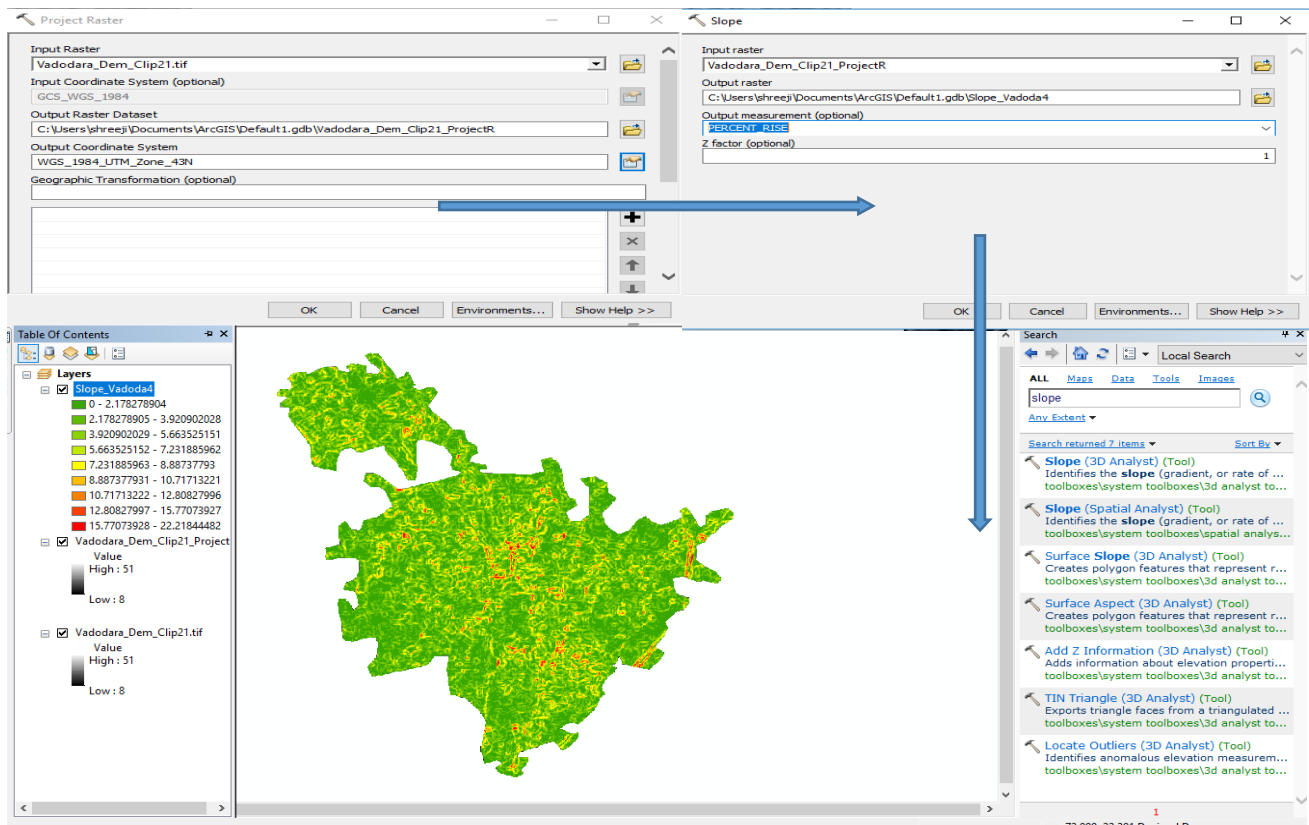 Project Raster
Input Raster
Vadodara_Dem_Clip21.tif
Input Coordinate System (optional)
GCS_WGS_1984
Output Raster Dataset
C:\Users\shreeji\Documents\ArcGIS\Default1.gdb\Vadodara_Dem_Clip21_ProjectR
Output Coordinate System
WGS_1984_UTM_Zone_43N
Geographic Transformation (optional)
OK Cancel Environments... Show Help >>
Slope
Input raster
Vadodara_Dem_Clip21_ProjectR
Output raster
C:\Users\shreeji\Documents\ArcGIS\Default1.gdb\Slope_Vadoda4
Output measurement (optional)
PERCENT_RISE
Z factor (optional)
1
OK Cancel Environments... Show Help >>
Table Of Contents
Layers
Slope_Vadoda4
0 - 2.178278904
2.178278905 - 3.920902028
3.920902029 - 5.663525151
5.663525152 - 7.231885962
7.231885963 - 8.88737793
8.887377931 - 10.71713221
10.71713222 - 12.80827996
12.80827997 - 15.77073927
15.77073928 - 22.21844482
Vadodara_Dem_Clip21_Project
Value
High : 51
Low : 8
Vadodara_Dem_Clip21.tif
Value
High : 51
Low : 8
Search
Local Search
ALL Maps Data Tools Images
slope
Any Extent
Search returned 7 items Sort By
Slope (3D Analyst) (Tool)
Identifies the slope (gradient, or rate of ...
toolboxes\system toolboxes\3d analyst to...
Slope (Spatial Analyst) (Tool)
Identifies the slope (gradient, or rate of ...
toolboxes\system toolboxes\spatial analys...
Surface Slope (3D Analyst) (Tool)
Creates polygon features that represent r...
toolboxes\system toolboxes\3d analyst to...
Surface Aspect (3D Analyst) (Tool)
Creates polygon features that represent r...
toolboxes\system toolboxes\3d analyst to...
Add Z Information (3D Analyst) (Tool)
Adds information about elevation properti...
toolboxes\system toolboxes\3d analyst to...
TIN Triangle (3D Analyst) (Tool)
Exports triangle faces from a triangulated ...
toolboxes\system toolboxes\3d analyst to...
Locate Outliers (3D Analyst) (Tool)
Identifies anomalous elevation measurem...
toolboxes\system toolboxes\3d analyst to...
1